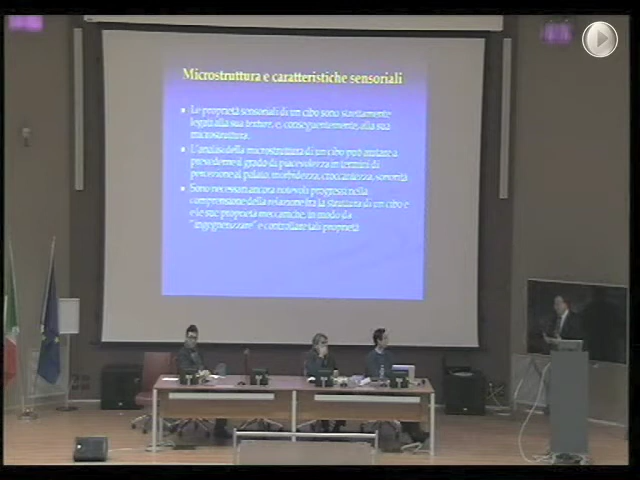 Microstruttura e caratteristiche sensoriali
Le proprietà sensoriali di un cibo sono strettamente
legati alla sua texture, e, conseguentemente, alla sua
microstruttura.
L'analisi della microstruttura di un cibo può aiutare a
prevederne il grado di piacevolezza in termini di
percezione al palato, morbidezza, croccantezza, sonorità
Sono necessari ancora notevoli progressi nella
comprensione della relazione fra la struttura di un cibo e
e le sue proprietà meccaniche, in modo da
"ingegnerizzare" e controllare tali proprietà